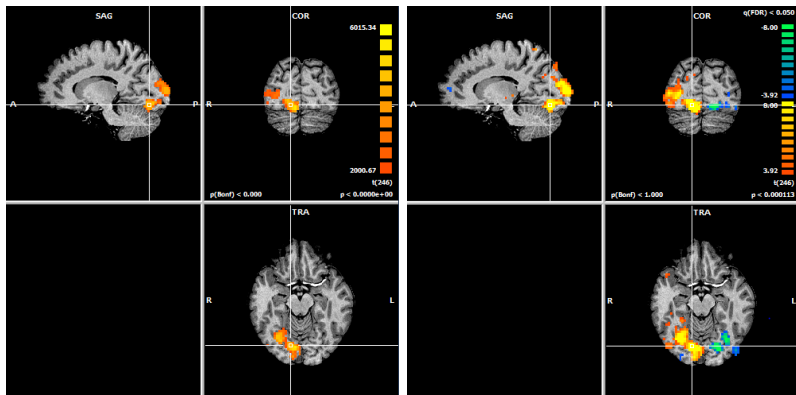 SAG
A
P
COR
6015.34
R
2000.67
t(246)
p(Bonf) < 0.000
p < 0.0000e+00
TRA
R
L
SAG
A
P
COR
q(FDR) < 0.050
-8.00
-3.92
8.00
R
3.92
t(246)
p(Bonf) < 1.000
p < 0.000113
TRA
R
L